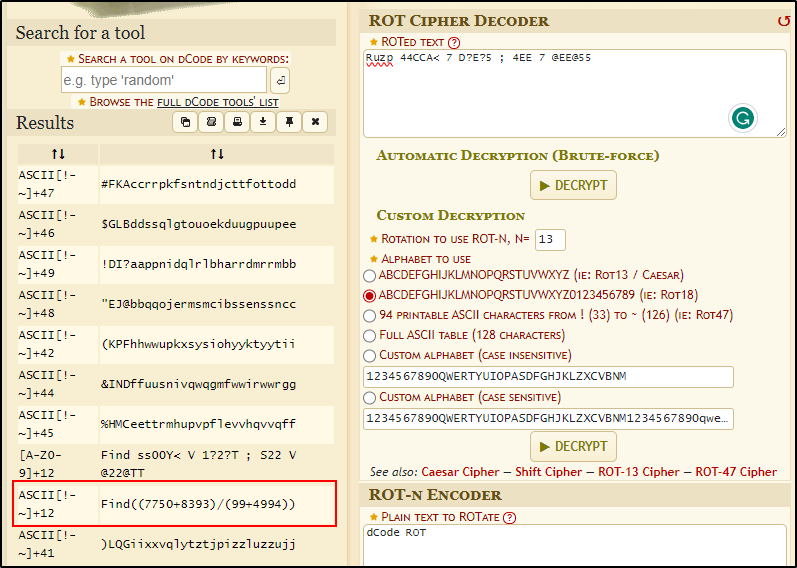 Search for a tool
★ Search a tool on dCode by keywords:
e.g. type 'random'
★ Browse the full dCode tools' list
Results
↑↓ ↑↓
ASCII[!-
~]+47
#FKAccrrpkfsntndjcttfottodd
ASCII[!-
~]+46
$GLBddssqlgtouoekduugpuupee
ASCII[!-
~]+49
!DI?aappnidqlrlbharrdmrrmbb
ASCII[!-
~]+48
"EJ@bbqqojermsmcibssenssncc
ASCII[!-
~]+42
(KPFhhwwupkxsysiohyyktyytii
ASCII[!-
~]+44
&INDffuusnivqwqgmfwwirwwrgg
ASCII[!-
~]+45
%HMCeettrmhupvpflevvhqvvqff
[A-Z0-
9]+12
Find ss00Y< V 1?2?T ; S22 V
@22@TT
ASCII[!-
~]+12
Find((7750+8393)/(99+4994))
ASCII[!-
~]+41
)LQGiixxvqlytztjpizzluzzujj
ROT Cipher Decoder
★ ROTed text (?)
Ruzp 44CCA< 7 D?E?5 ; 4EE 7 @EE@55
Automatic Decryption (Brute-force)
▶ DECRYPT
Custom Decryption
★ Rotation to use ROT-N, N= 13
★ Alphabet to use
ABCDEFGHIJKLMNOPQRSTUVWXYZ (ie: Rot13 / Caesar)
ABCDEFGHIJKLMNOPQRSTUVWXYZ0123456789 (ie: Rot18)
94 printable ASCII characters from ! (33) to ~ (126) (ie: Rot47)
Full ASCII table (128 characters)
Custom alphabet (case insensitive)
1234567890QWERTYUIOPASDFGHJKLZXCVBNM
Custom alphabet (case sensitive)
1234567890QWERTYUIOPASDFGHJKLZXCVBNM1234567890qwe…
▶ DECRYPT
See also: Caesar Cipher – Shift Cipher – ROT-13 Cipher – ROT-47 Cipher
ROT-n Encoder
★ Plain text to ROTate (?)
dCode ROT